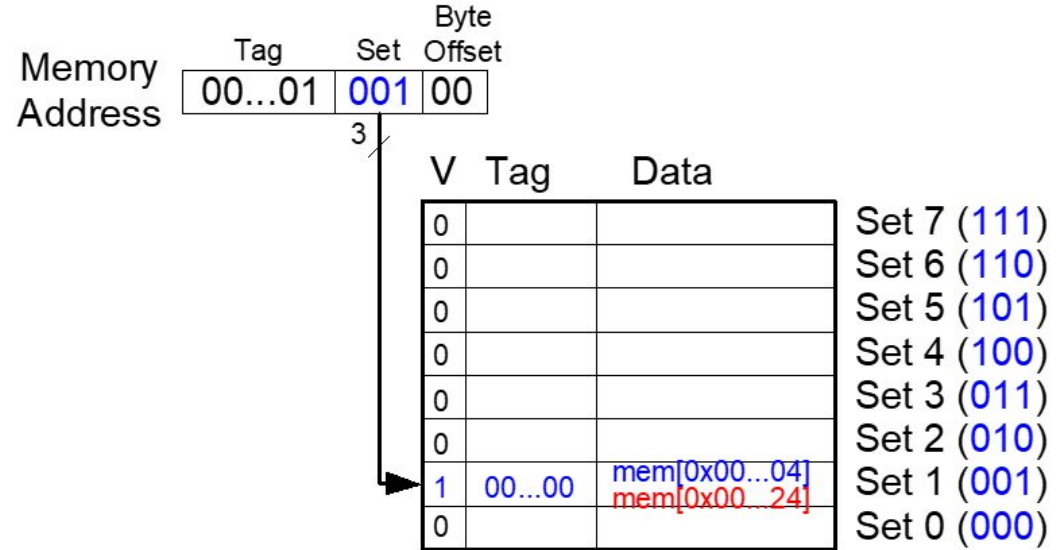 Memory
Address
Tag Set Byte
Offset
00...01 001 00
3
V Tag Data
0 Set 7 (111)
0 Set 6 (110)
0 Set 5 (101)
0 Set 4 (100)
0 Set 3 (011)
0 Set 2 (010)
1 00...00 mem[0x00...04] Set 1 (001)
mem[0x00...24]
0 Set 0 (000)